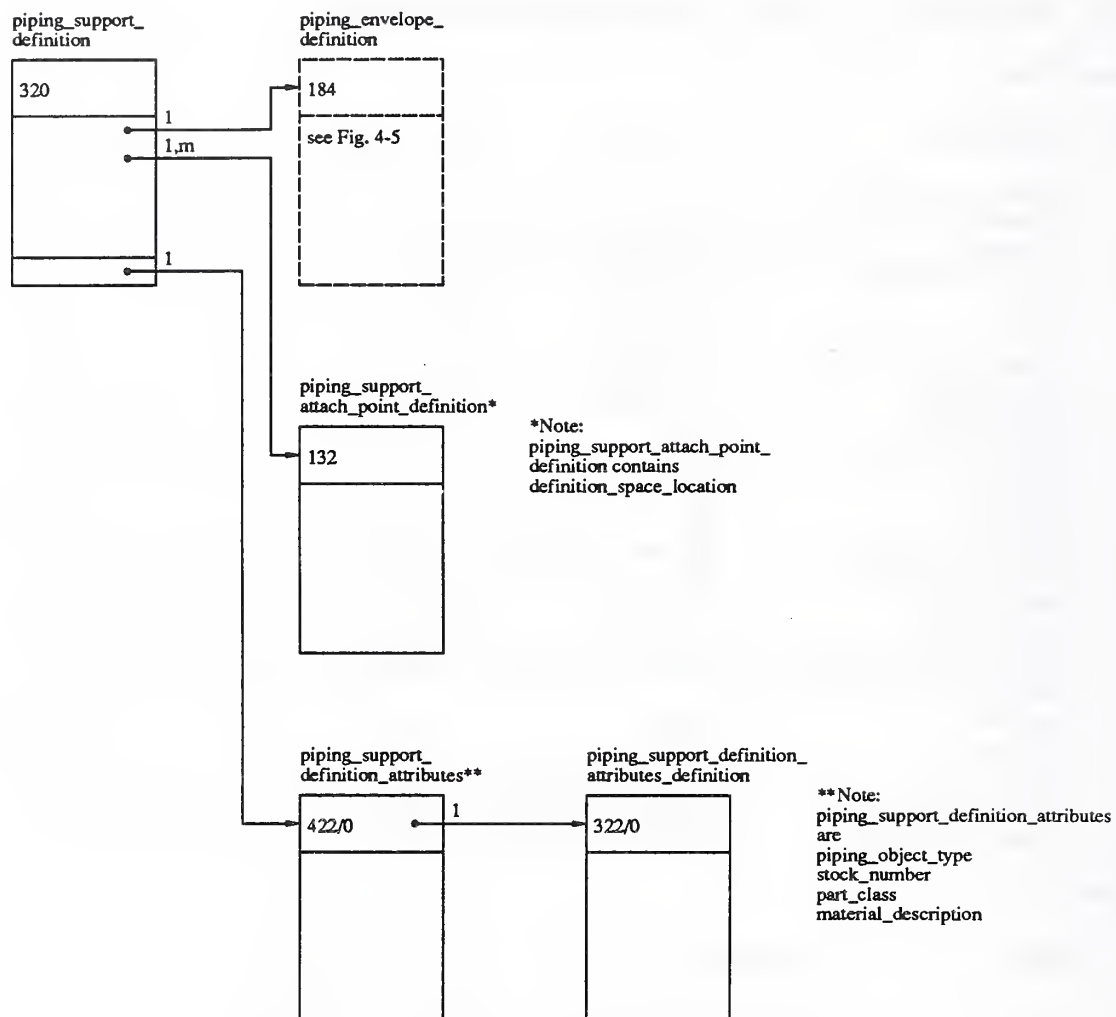 piping_support_
definition
320
1
1,m
1
piping_envelope_
definition
184
see Fig. 4-5
piping_support_
attach_point_definition*
132
*Note:
piping_support_attach_point_
definition contains
definition_space_location
piping_support_
definition_attributes**
422/0
1
piping_support_definition_
attributes_definition
322/0
**Note:
piping_support_definition_attributes
are
piping_object_type
stock_number
part_class
material_description